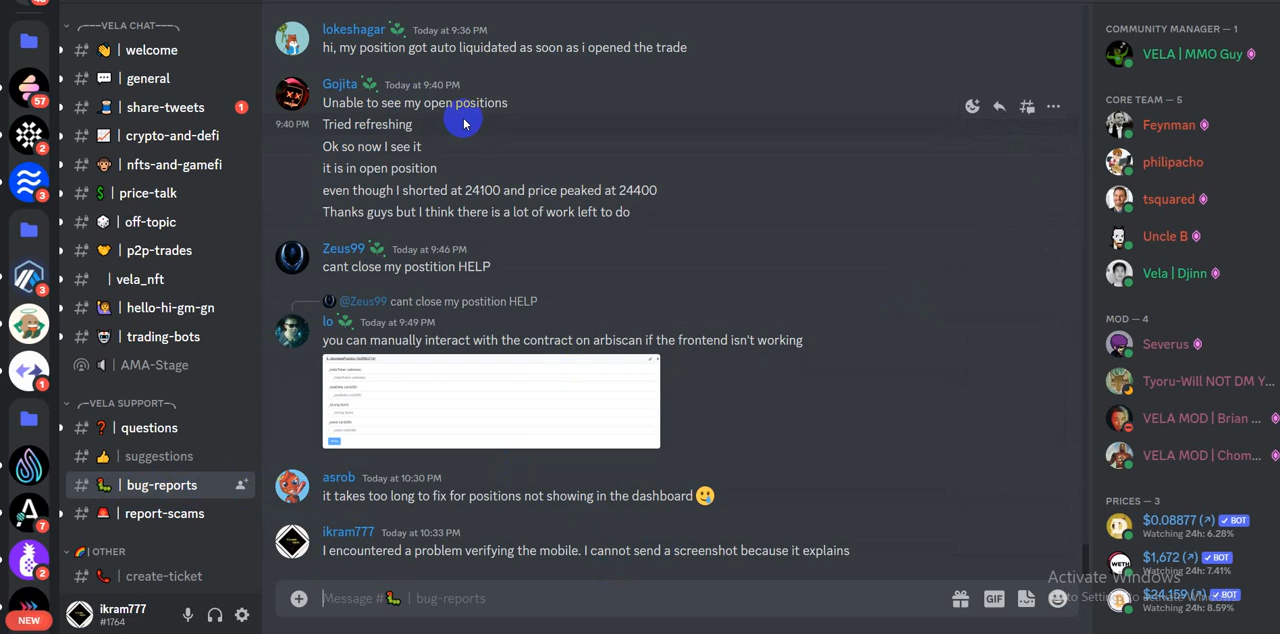 VELA CHAT
# | welcome
# | general
# | share-tweets 1
# | crypto-and-defi
# | nfts-and-gamefi
# $ | price-talk
# | off-topic
# | p2p-trades
# | vela_nft
# | hello-hi-gm-gn
# | trading-bots
AMA-Stage
VELA SUPPORT
# ❓ | questions
# 👍 | suggestions
# 🐛 | bug-reports
# 🚨 | report-scams
🌈 | OTHER
# 📞 | create-ticket
ikram777
#1764
57
2
3
3
1
7
2
NEW
lokeshagar Today at 9:36 PM
hi, my position got auto liquidated as soon as i opened the trade
Gojita Today at 9:40 PM
Unable to see my open positions
9:40 PM Tried refreshing
Ok so now I see it
it is in open position
even though I shorted at 24100 and price peaked at 24400
Thanks guys but I think there is a lot of work left to do
Zeus99 Today at 9:46 PM
cant close my postition HELP
@Zeus99 cant close my postition HELP
lo Today at 9:49 PM
you can manually interact with the contract on arbiscan if the frontend isn't working
asrob Today at 10:30 PM
it takes too long to fix for positions not showing in the dashboard 🥲
ikram777 Today at 10:33 PM
I encountered a problem verifying the mobile. I cannot send a screenshot because it explains
Message # 🐛 | bug-reports
GIF
COMMUNITY MANAGER — 1
VELA | MMO Guy
CORE TEAM — 5
Feynman
philipacho
tsquared
Uncle B
Vela | Djinn
MOD — 4
Severus
Tyoru-Will NOT DM Y...
VELA MOD | Brian ...
VELA MOD | Chom...
PRICES — 3
$0.08877 (↗) ✓ BOT
Watching 24h: 6.28%
WETH
$1,672 (↗) ✓ BOT
Watching 24h: 7.41%
$24,159 (↗) ✓ BOT
Watching 24h: 8.59%
Activate Windows